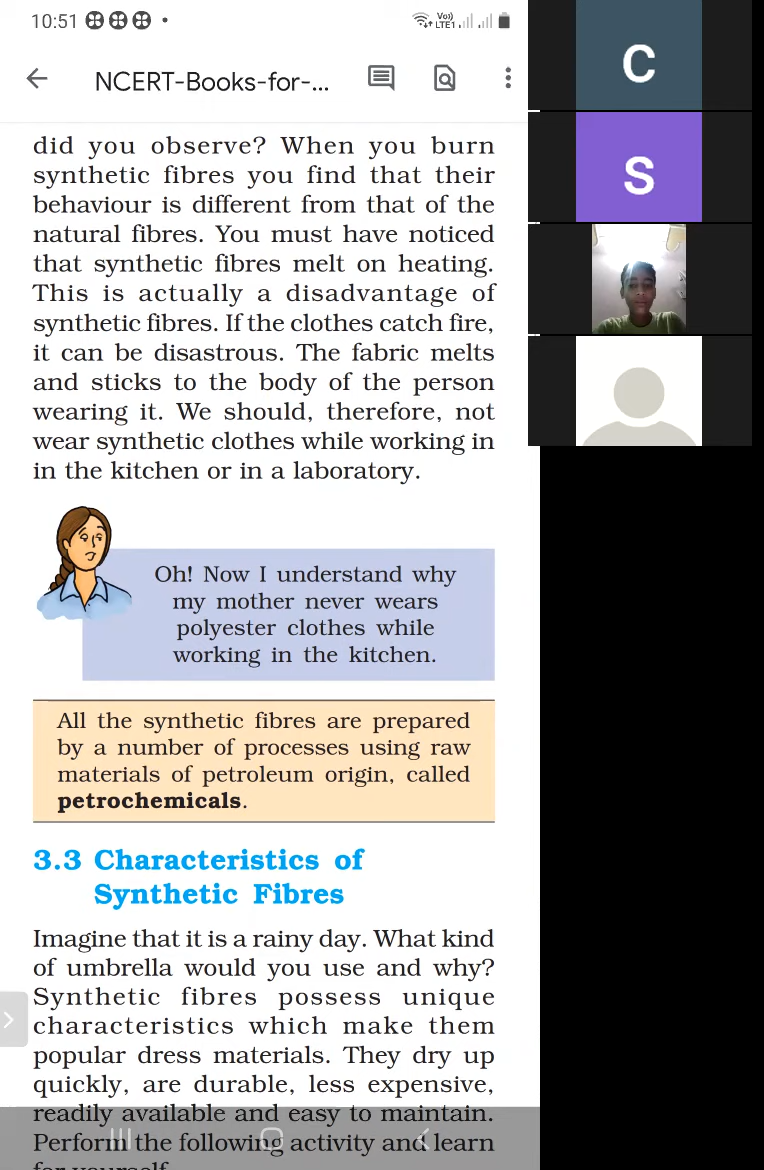 10:51
Vo))
LTE1
NCERT-Books-for-...
did you observe? When you burn
synthetic fibres you find that their
behaviour is different from that of the
natural fibres. You must have noticed
that synthetic fibres melt on heating.
This is actually a disadvantage of
synthetic fibres. If the clothes catch fire,
it can be disastrous. The fabric melts
and sticks to the body of the person
wearing it. We should, therefore, not
wear synthetic clothes while working in
in the kitchen or in a laboratory.
Oh! Now I understand why
my mother never wears
polyester clothes while
working in the kitchen.
All the synthetic fibres are prepared
by a number of processes using raw
materials of petroleum origin, called
petrochemicals.
3.3 Characteristics of
Synthetic Fibres
Imagine that it is a rainy day. What kind
of umbrella would you use and why?
Synthetic fibres possess unique
characteristics which make them
popular dress materials. They dry up
quickly, are durable, less expensive,
readily available and easy to maintain.
Perform the following activity and learn
for yourself.
C
S